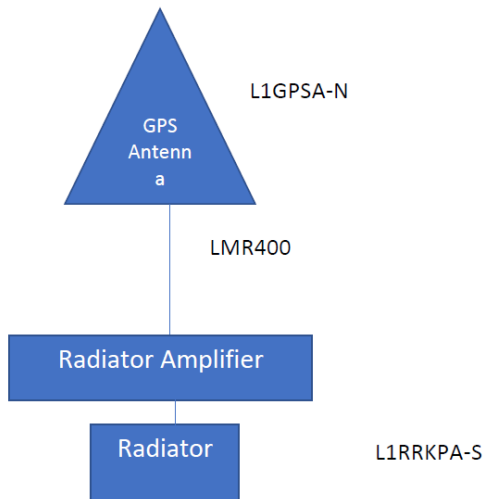 L1GPSA-N
GPS
Antenn
a
LMR400
Radiator Amplifier
Radiator
L1RRKPA-S